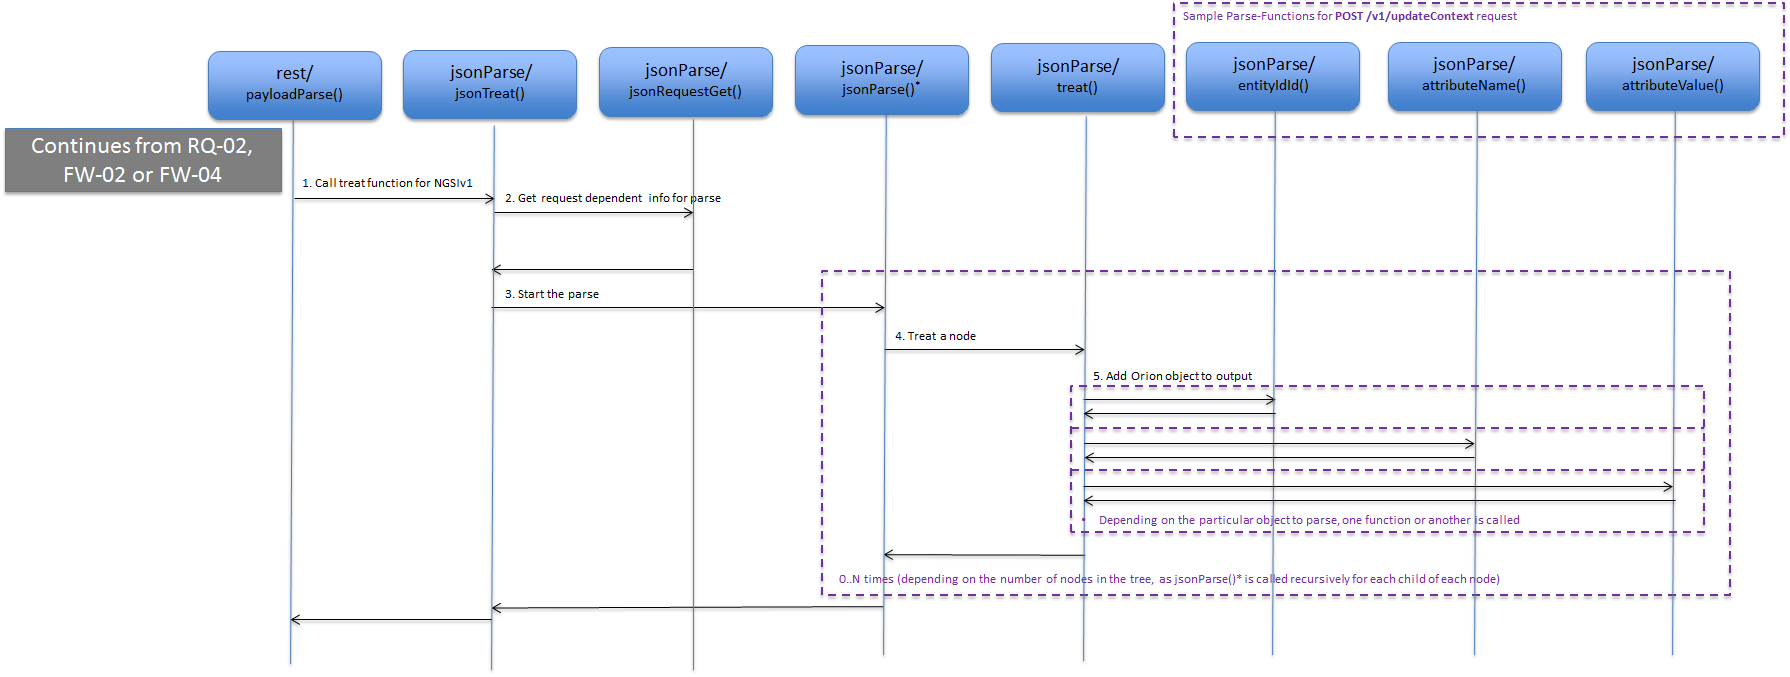 Sample Parse-Functions for POST /v1/updateContext request
rest/
payloadParse()
jsonParse/
jsonTreat()
jsonParse/
jsonRequestGet()
jsonParse/
jsonParse()*
jsonParse/
treat()
jsonParse/
entityIdId()
jsonParse/
attributeName()
jsonParse/
attributeValue()
Continues from RQ-02,
FW-02 or FW-04
1. Call treat function for NGSIv1
2. Get request dependent info for parse
3. Start the parse
4. Treat a node
5. Add Orion object to output
• Depending on the particular object to parse, one function or another is called
0..N times (depending on the number of nodes in the tree, as jsonParse()* is called recursively for each child of each node)